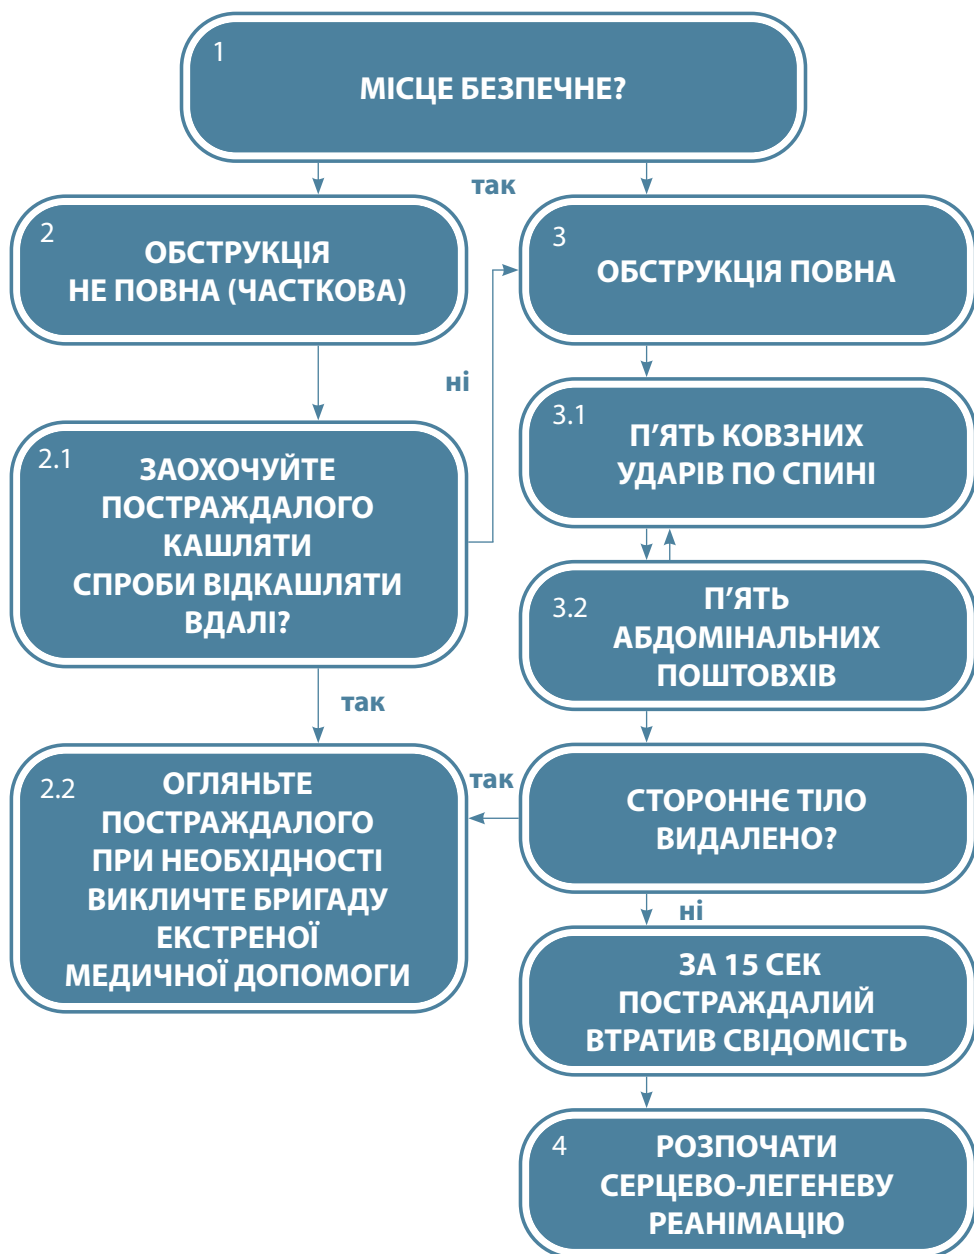 1
МІСЦЕ БЕЗПЕЧНЕ?
так
2
ОБСТРУКЦІЯ
НЕ ПОВНА (ЧАСТКОВА)
3
ОБСТРУКЦІЯ ПОВНА
ні
2.1
ЗАОХОЧУЙТЕ
ПОСТРАЖДАЛОГО
КАШЛЯТИ
СПРОБИ ВІДКАШЛЯТИ
ВДАЛІ?
3.1
П'ЯТЬ КОВЗНИХ
УДАРІВ ПО СПИНІ
3.2
П'ЯТЬ
АБДОМІНАЛЬНИХ
ПОШТОВХІВ
так
2.2
ОГЛЯНЬТЕ
ПОСТРАЖДАЛОГО
ПРИ НЕОБХІДНОСТІ
ВИКЛИЧТЕ БРИГАДУ
ЕКСТРЕНОЇ
МЕДИЧНОЇ ДОПОМОГИ
так
СТОРОННЄ ТІЛО
ВИДАЛЕНО?
ні
ЗА 15 СЕК
ПОСТРАЖДАЛИЙ
ВТРАТИВ СВІДОМІСТЬ
4
РОЗПОЧАТИ
СЕРЦЕВО-ЛЕГЕНЕВУ
РЕАНІМАЦІЮ